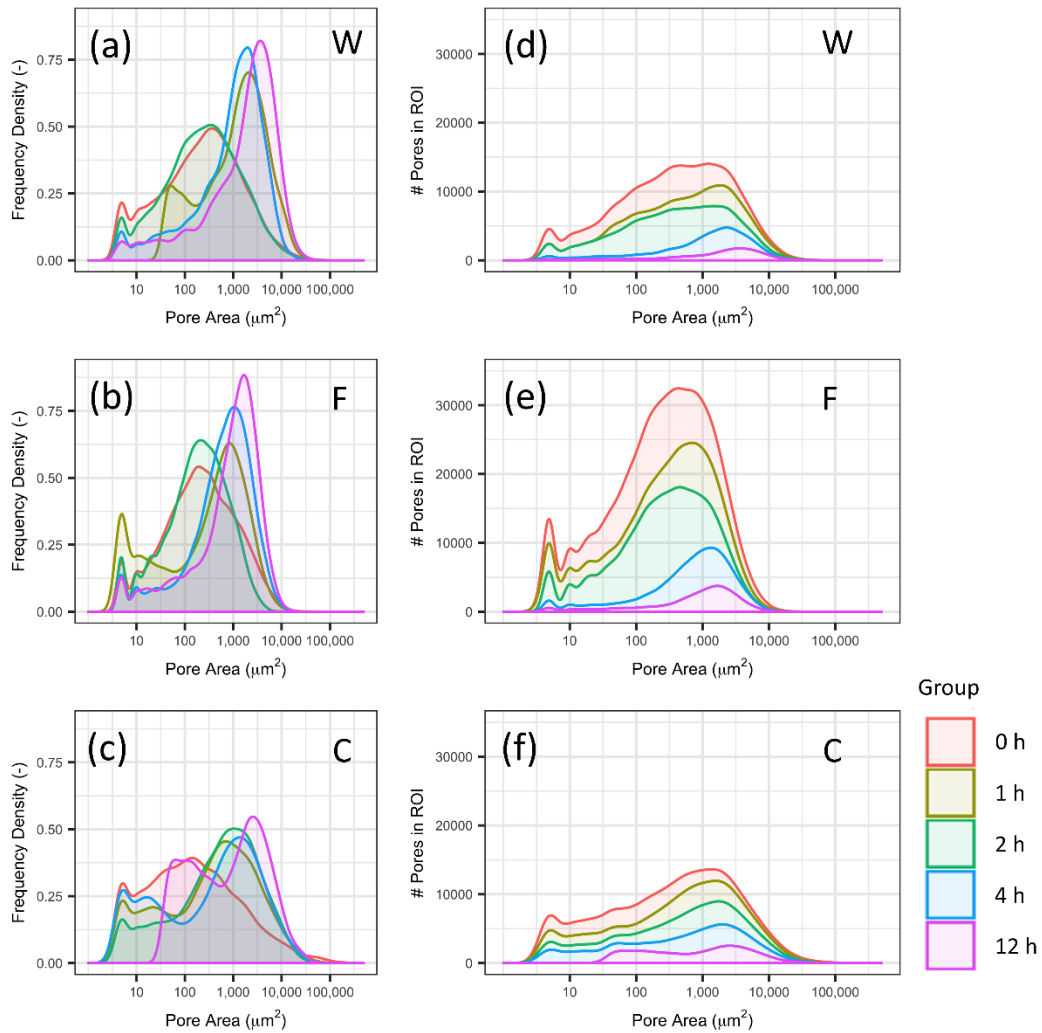 (a) W
Frequency Density (-)
0.75
0.50
0.25
0.00
10 100 1,000 10,000 100,000
Pore Area (μm²)
(d) W
# Pores in ROI
30000
20000
10000
0
10 100 1,000 10,000 100,000
Pore Area (μm²)
(b) F
Frequency Density (-)
0.75
0.50
0.25
0.00
10 100 1,000 10,000 100,000
Pore Area (μm²)
(e) F
# Pores in ROI
30000
20000
10000
0
10 100 1,000 10,000 100,000
Pore Area (μm²)
(c) C
Frequency Density (-)
0.75
0.50
0.25
0.00
10 100 1,000 10,000 100,000
Pore Area (μm²)
(f) C
# Pores in ROI
30000
20000
10000
0
10 100 1,000 10,000 100,000
Pore Area (μm²)
Group
0 h
1 h
2 h
4 h
12 h